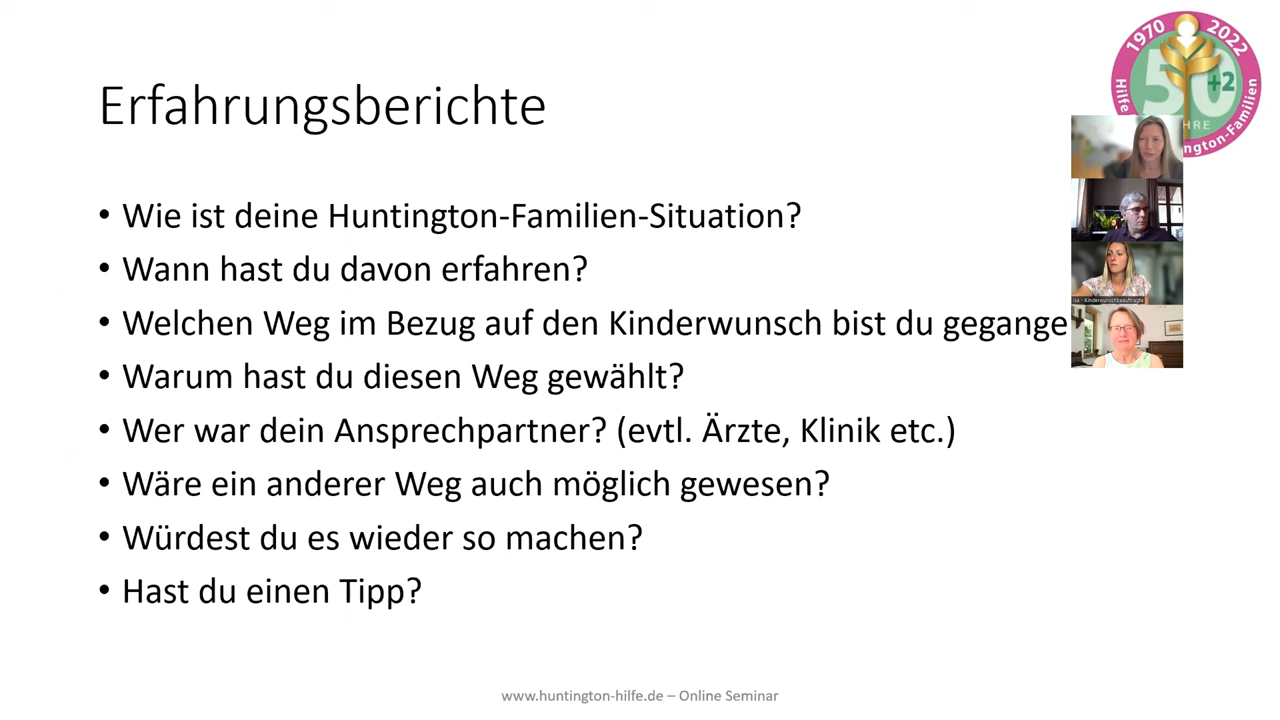 1970
2022
50
+2
HRE
Hilfe
ngton-Familien
Erfahrungsberichte
• Wie ist deine Huntington-Familien-Situation?
• Wann hast du davon erfahren?
• Welchen Weg im Bezug auf den Kinderwunsch bist du gegange
• Warum hast du diesen Weg gewählt?
• Wer war dein Ansprechpartner? (evtl. Ärzte, Klinik etc.)
• Wäre ein anderer Weg auch möglich gewesen?
• Würdest du es wieder so machen?
• Hast du einen Tipp?
- Kinderwunschbeauftragte
www.huntington-hilfe.de – Online Seminar